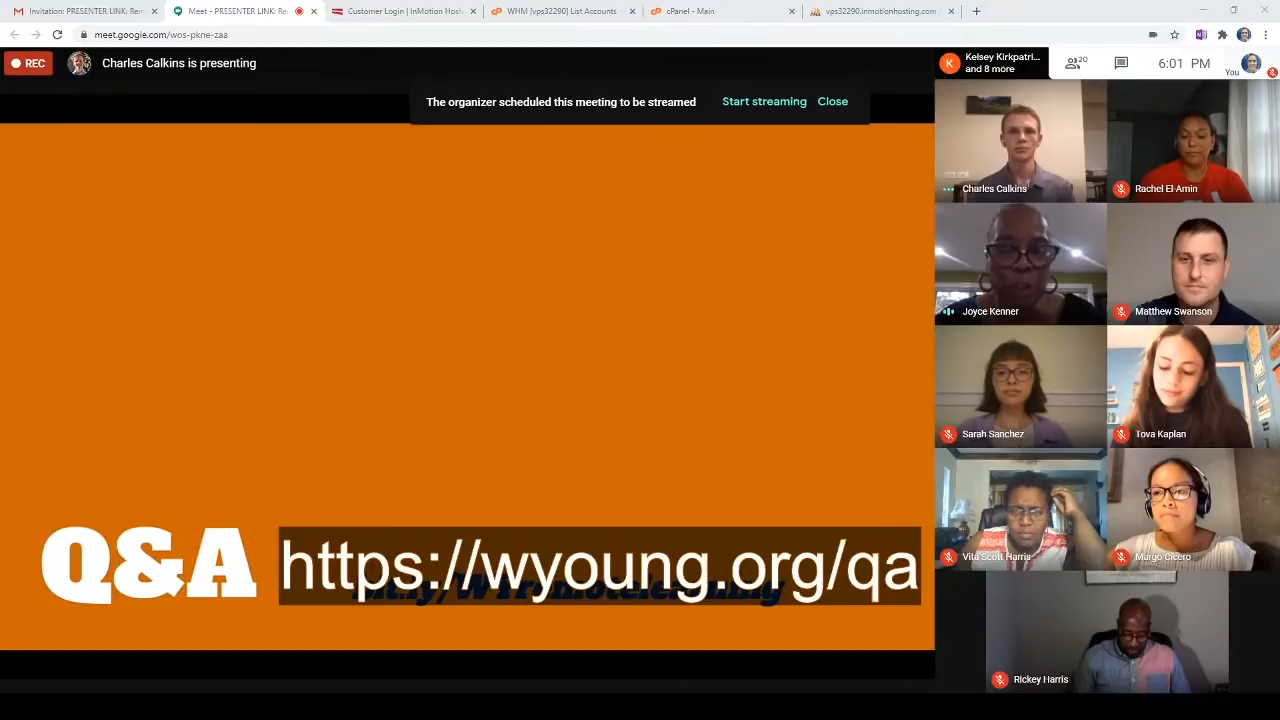 Invitation: PRESENTER LINK: Rem
Meet - PRESENTER LINK: Re
Customer Login | InMotion Host
WHM [vps32290] List Accounts
cPanel - Main
vps32290.inmotionhosting.com
meet.google.com/wos-pkne-zaa
REC
Charles Calkins is presenting
K
Kelsey Kirkpatri...
and 8 more
20
6:01 PM
You
The organizer scheduled this meeting to be streamed
Start streaming
Close
Charles Calkins
Rachel El-Amin
Joyce Kenner
Matthew Swanson
Sarah Sanchez
Tova Kaplan
Vita Scott Harris
Margo Cicero
Rickey Harris
Q&A
https://wyoung.org/qa